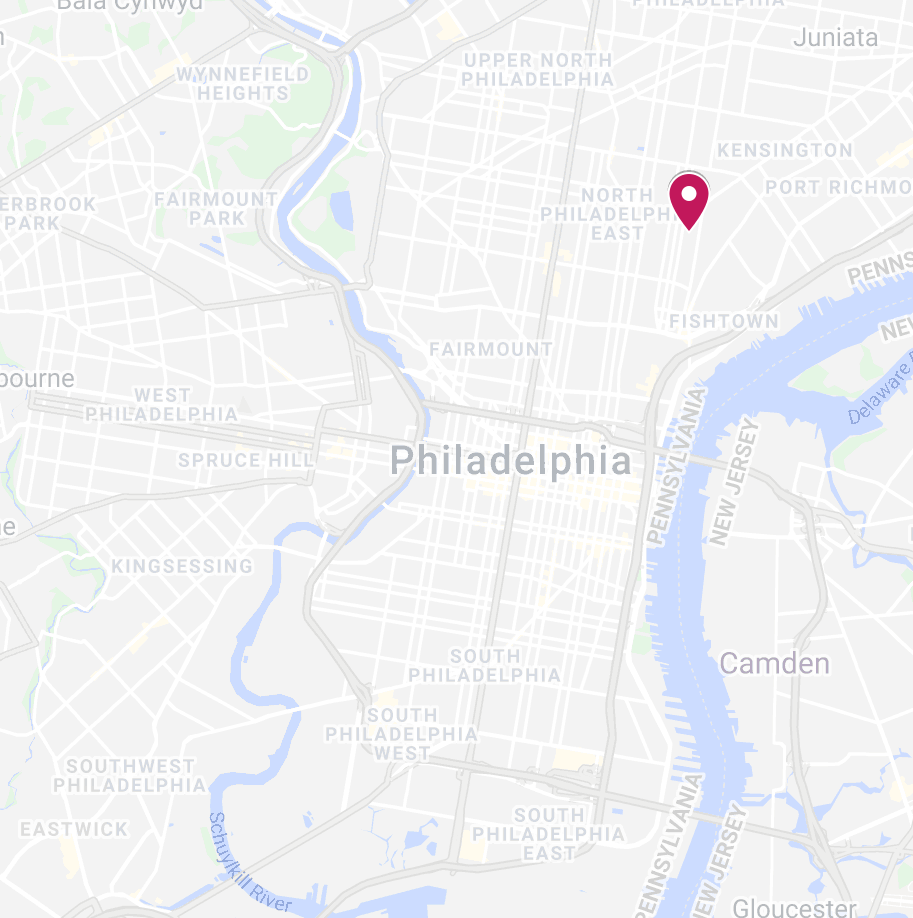 Bala Cynwyd
PHILADELPHIA
Juniata
UPPER NORTH
PHILADELPHIA
WYNNEFIELD
HEIGHTS
KENSINGTON
PORT RICHMO
NORTH
PHILADELPHI
EAST
FAIRMOUNT
PARK
ERBROOK
PARK
PENNS
FISHTOWN
NEW
FAIRMOUNT
bourne
WEST
PHILADELPHIA
Delaware
PENNSYLVANIA
NEW JERSEY
Philadelphia
SPRUCE HILL
ne
KINGSESSING
Camden
SOUTH
PHILADELPHIA
SOUTH
PHILADELPHIA
WEST
SOUTHWEST
PHILADELPHIA
EASTWICK
SOUTH
PHILADELPHIA
EAST
PENNSYLVANIA
NEW JERSEY
Schuylkill River
Gloucester